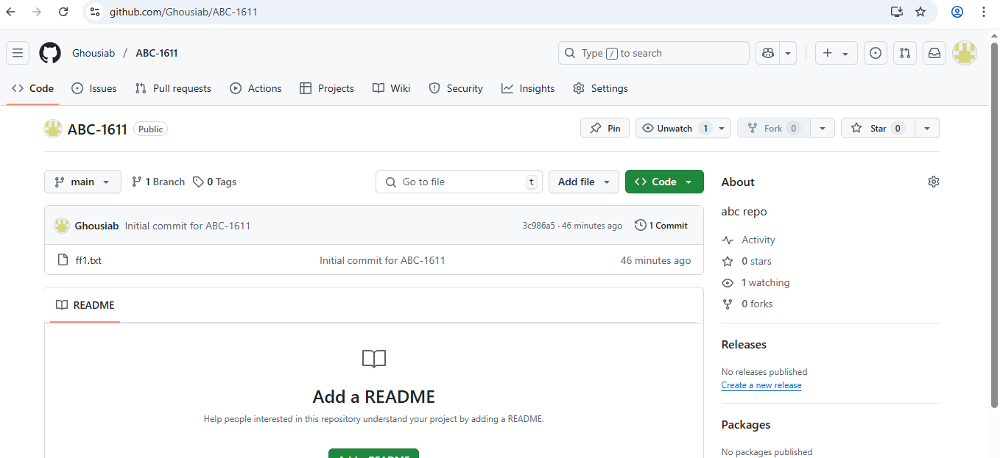 github.com/Ghousiab/ABC-1611
Ghousiab / ABC-1611
Type / to search
Code Issues Pull requests Actions Projects Wiki Security Insights Settings
ABC-1611 Public
Pin Unwatch 1 Fork 0 Star 0
main 1 Branch 0 Tags Go to file t Add file Code
Ghousiab Initial commit for ABC-1611 3c986a5 · 46 minutes ago 1 Commit
ff1.txt Initial commit for ABC-1611 46 minutes ago
README
Add a README
Help people interested in this repository understand your project by adding a README.
Add a README
About
abc repo
Activity
0 stars
1 watching
0 forks
Releases
No releases published
Create a new release
Packages
No packages published